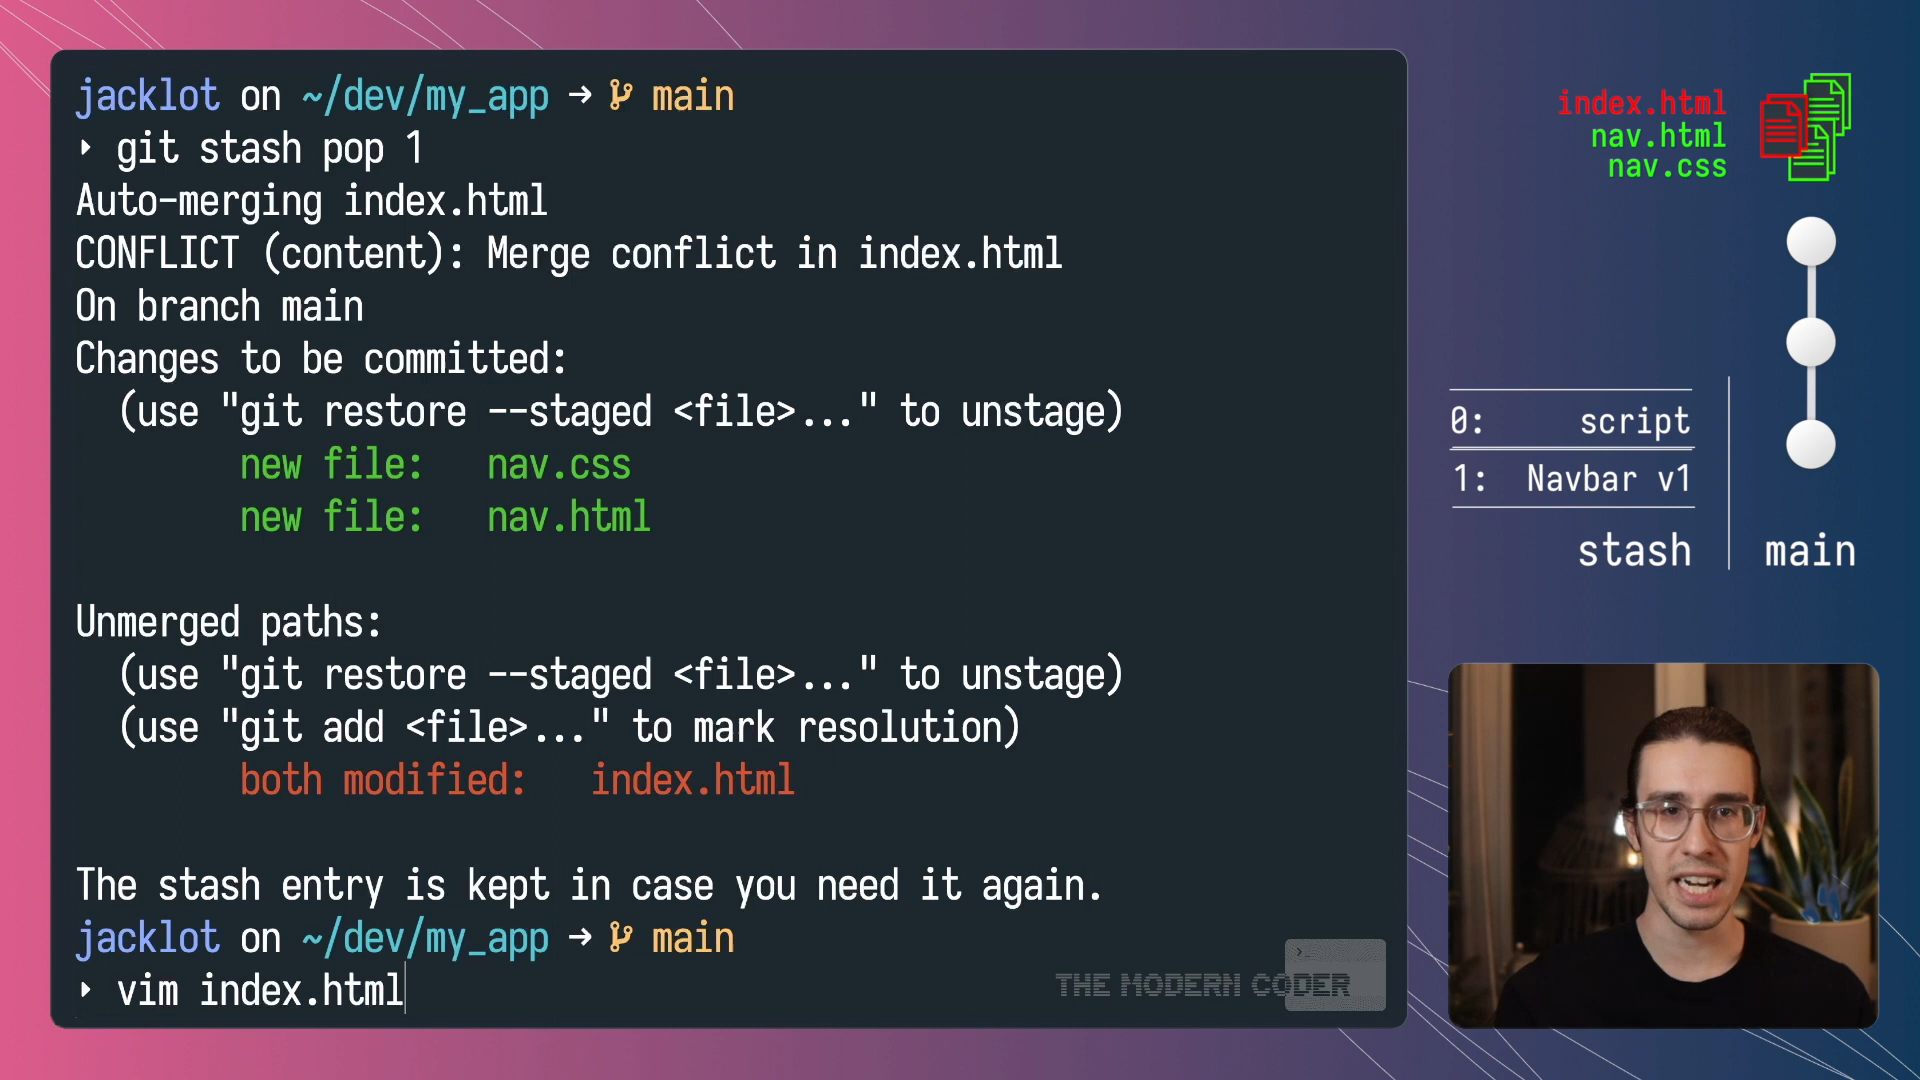 jacklot on ~/dev/my_app → main
‣ git stash pop 1
Auto-merging index.html
CONFLICT (content): Merge conflict in index.html
On branch main
Changes to be committed:
  (use "git restore --staged <file>..." to unstage)
        new file:   nav.css
        new file:   nav.html

Unmerged paths:
  (use "git restore --staged <file>..." to unstage)
  (use "git add <file>..." to mark resolution)
        both modified:   index.html

The stash entry is kept in case you need it again.
jacklot on ~/dev/my_app → main
‣ vim index.html
THE MODERN CODER
index.html
nav.html
nav.css
0: script
1: Navbar v1
stash
main